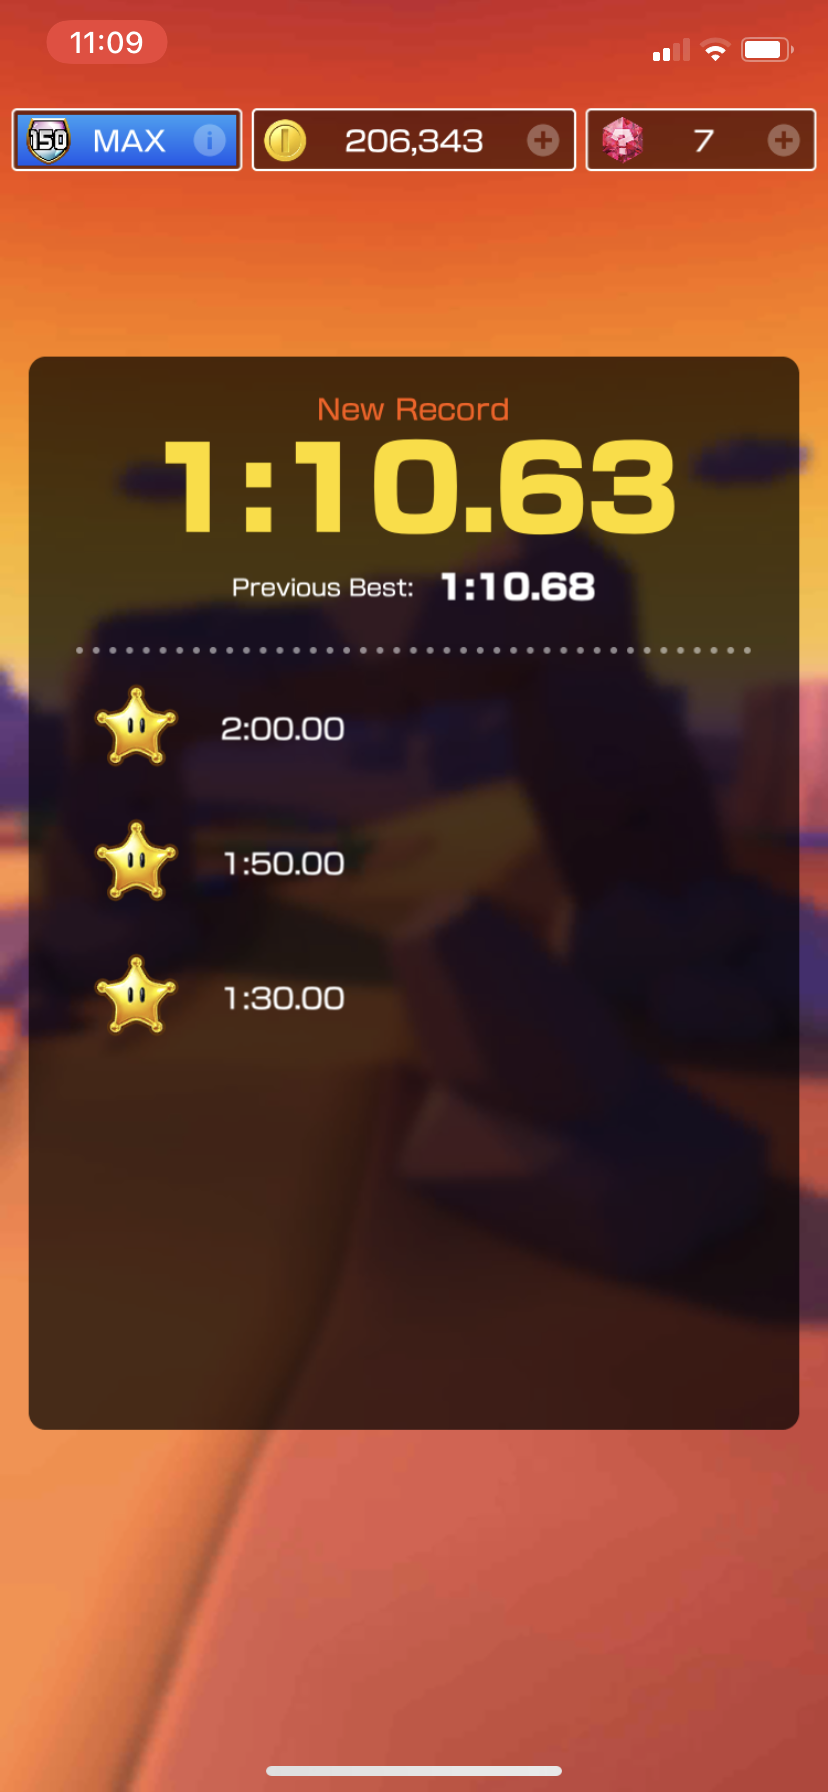 11:09
150 MAX i 206,343 + ? 7 +
New Record
1:10.63
Previous Best: 1:10.68
2:00.00
1:50.00
1:30.00